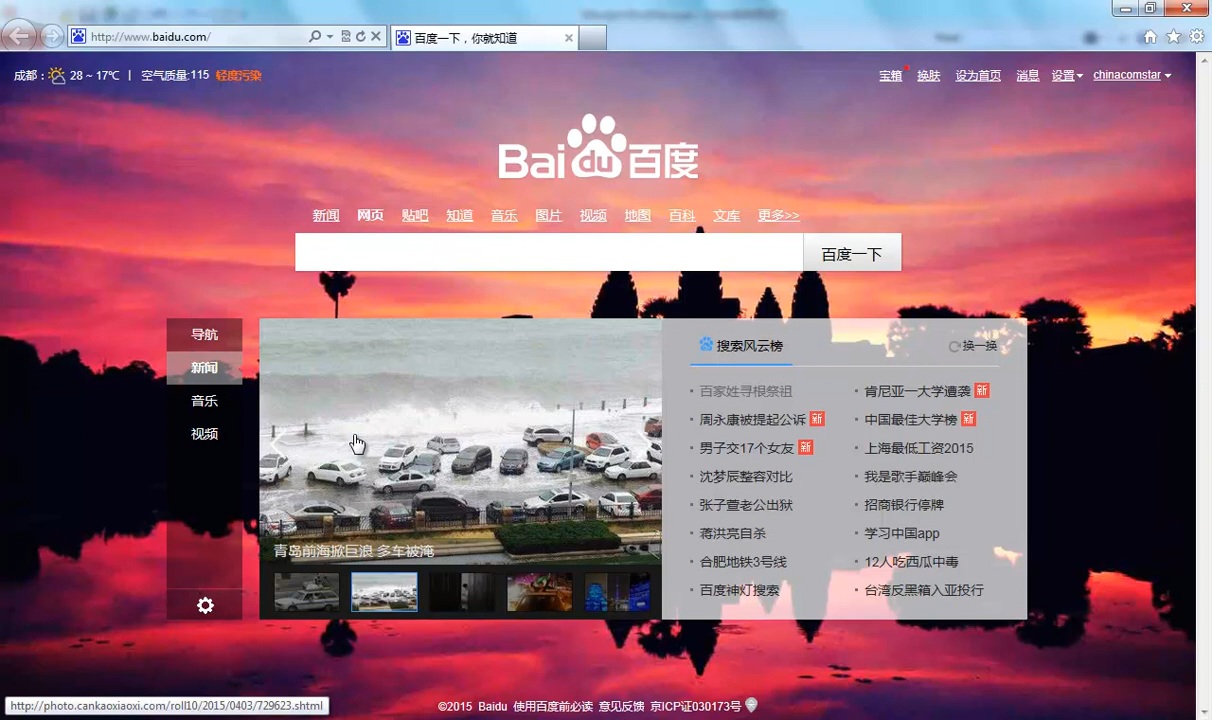 http://www.baidu.com/
百度一下，你就知道
成都： 28 ~ 17℃ | 空气质量:115 轻度污染
宝箱 换肤 设为首页 消息 设置 chinacomstar
Bai du 百度
新闻 网页 贴吧 知道 音乐 图片 视频 地图 百科 文库 更多>>
百度一下
导航
新闻
音乐
视频
青岛前海掀巨浪 多车被淹
搜索风云榜 换一换
百家姓寻根祭祖 肯尼亚一大学遭袭 新
周永康被提起公诉 新 中国最佳大学榜 新
男子交17个女友 新 上海最低工资2015
沈梦辰整容对比 我是歌手巅峰会
张子萱老公出狱 招商银行停牌
蒋洪亮自杀 学习中国app
合肥地铁3号线 12人吃西瓜中毒
百度神灯搜索 台湾反黑箱入亚投行
http://photo.cankaoxiaoxi.com/roll10/2015/0403/729623.shtml
©2015 Baidu 使用百度前必读 意见反馈 京ICP证030173号